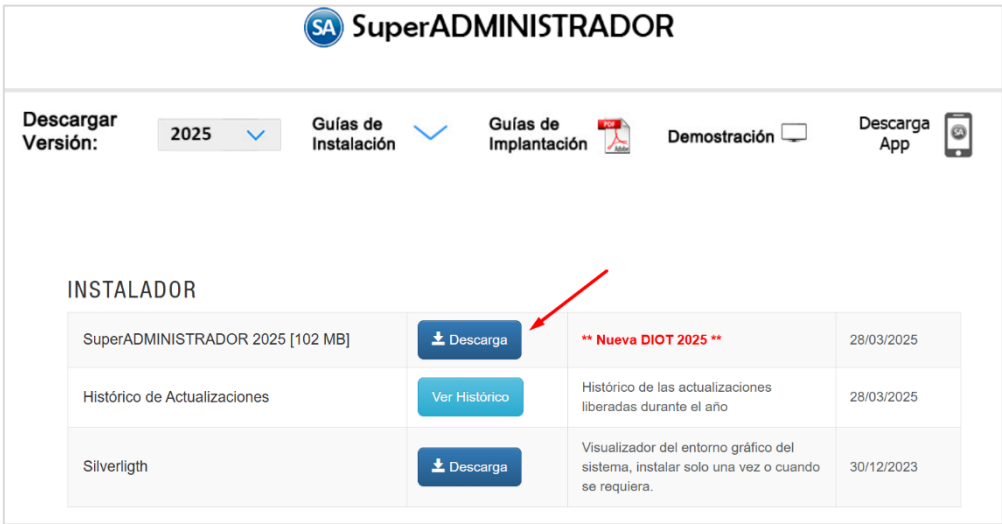 SA SuperADMINISTRADOR
Descargar
Versión:
2025
Guías de
Instalación
Guías de
Implantación
PDF
Adobe
Demostración
Descarga
App
SA
INSTALADOR
SuperADMINISTRADOR 2025 [102 MB]
Descarga
** Nueva DIOT 2025 **
28/03/2025
Histórico de Actualizaciones
Ver Histórico
Histórico de las actualizaciones
liberadas durante el año
28/03/2025
Silverligth
Descarga
Visualizador del entorno gráfico del
sistema, instalar solo una vez o cuando
se requiera.
30/12/2023